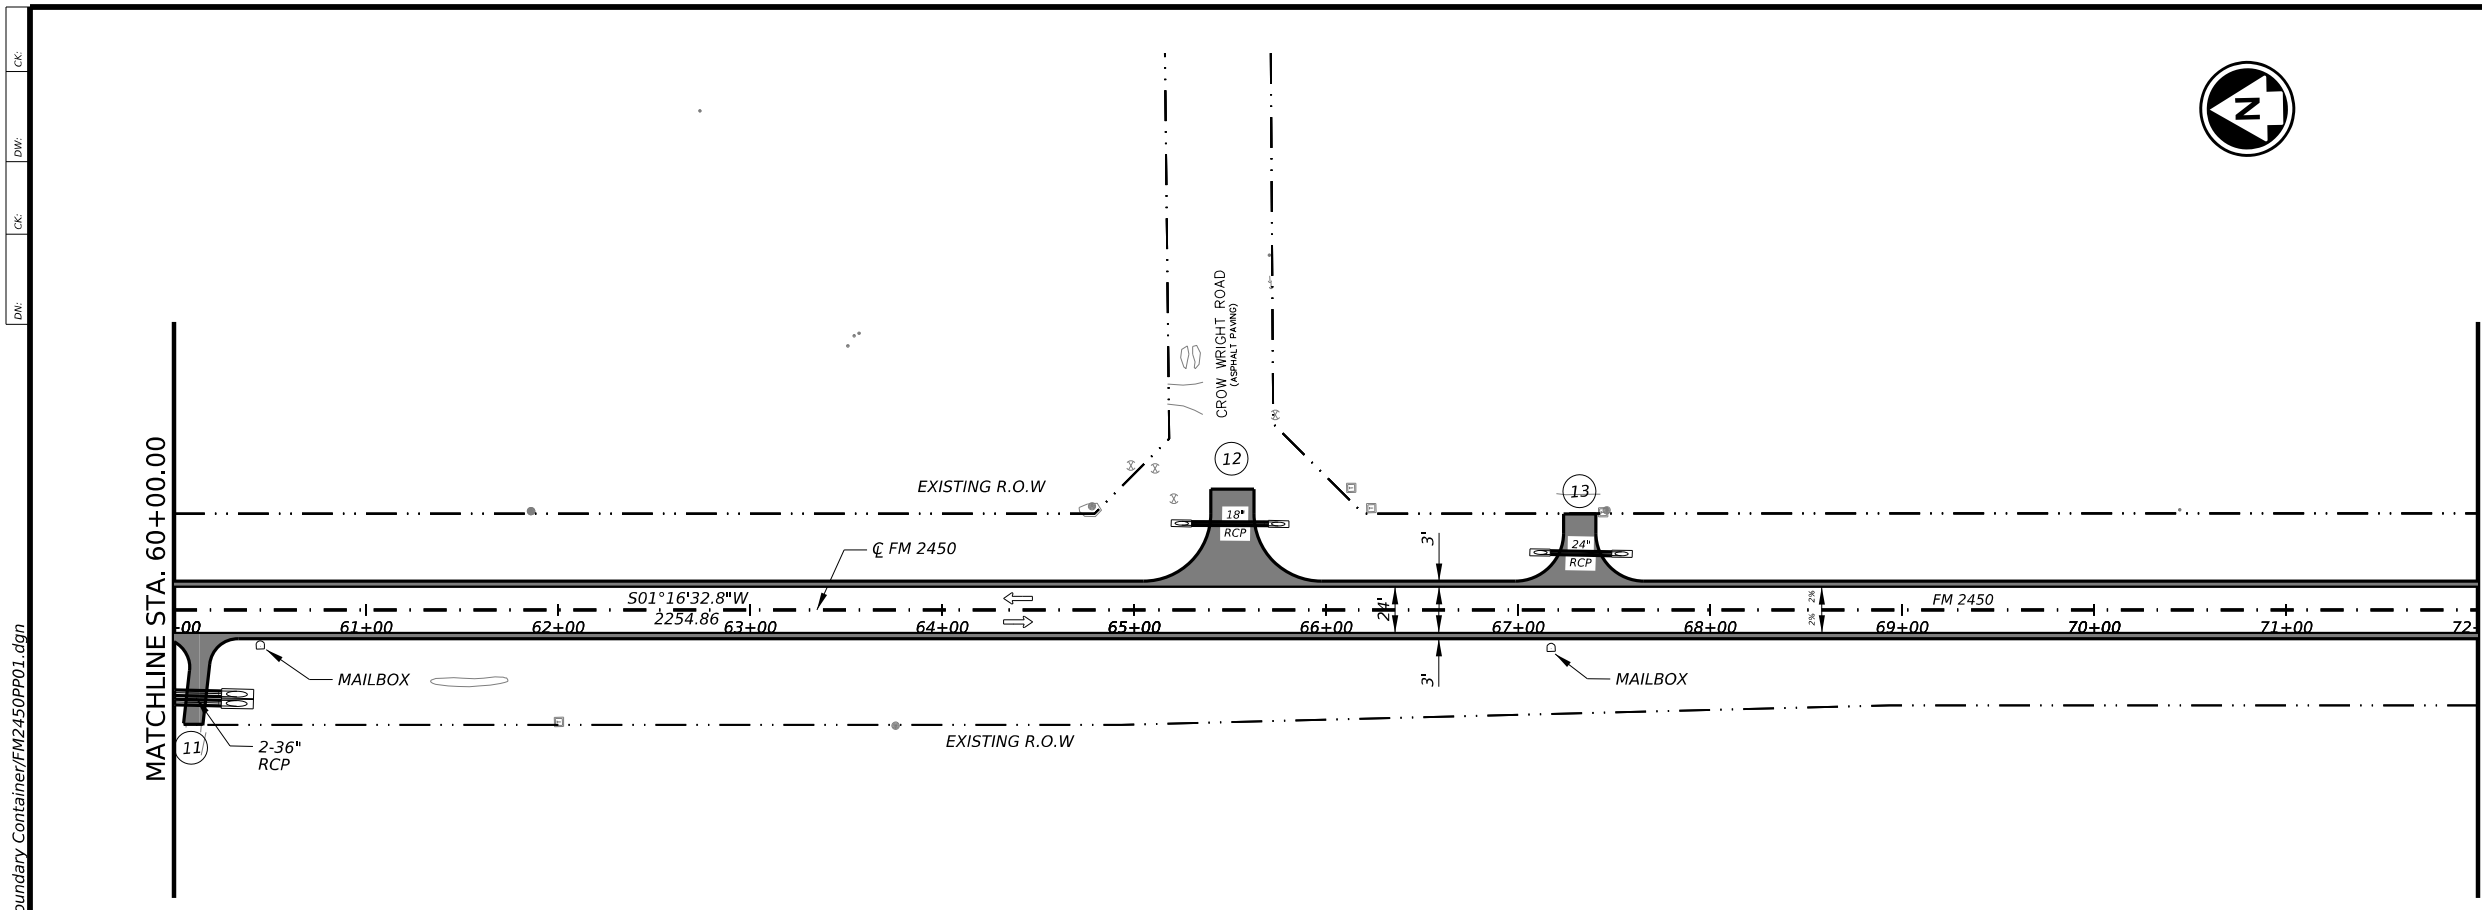 CK:
DW:
CK:
DN:
oundary Container/FM2450PP01.dgn
N
MATCHLINE STA. 60+00.00
CROW WRIGHT ROAD
(ASPHALT PAVING)
12
13
EXISTING R.O.W
18"
RCP
24"
RCP
℄ FM 2450
3'
S01°16'32.8"W
2254.86
24'
2%
2%
FM 2450
-00
61+00
62+00
63+00
64+00
65+00
66+00
67+00
68+00
69+00
70+00
71+00
72-
MAILBOX
3'
MAILBOX
EXISTING R.O.W
11
2-36"
RCP